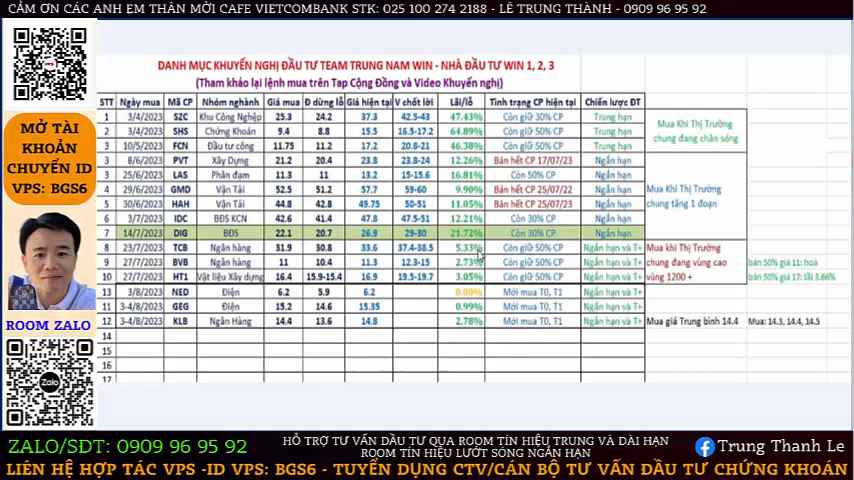 CẢM ƠN CÁC ANH EM THÂN MỜI CAFE VIETCOMBANK STK: 025 100 274 2188 - LÊ TRUNG THÀNH - 0909 96 95 92
DANH MỤC KHUYẾN NGHỊ ĐẦU TƯ TEAM TRUNG NAM WIN - NHÀ ĐẦU TƯ WIN 1, 2, 3
(Tham khảo lại lệnh mua trên Tap Cộng Đồng và Video Khuyến nghị)
STT Ngày mua Mã CP Nhóm nghành Giá mua Đ dừng lỗ Giá hiện tại V chốt lời Lãi/lỗ Tình trạng CP hiện tại Chiến lược ĐT
1 3/4/2023 SZC Khu Công Nghệp 25.3 24.2 37.3 42.5-43 47.43% Còn giữ 30% CP Trung hạn
2 3/4/2023 SHS Chứng Khoán 9.4 8.8 15.5 16.5-17.2 64.89% Còn giữ 50% CP Trung hạn
3 10/5/2023 FCN Đầu tư công 11.75 11.2 17.2 20.8-21 46.38% Còn giữ 50% CP Trung hạn
Mua Khi Thị Trường
chung đang chân sóng
3 8/6/2023 PVT Xây Dựng 21.2 20.4 23.8 23.8-24 12.26% Bán hết CP 17/07/23 Ngắn hạn
3 25/6/2023 LAS Phân đạm 11.3 11 13.2 15-15.6 16.81% Còn 50% CP Ngắn hạn
4 29/6/2023 GMD Vận Tải 52.5 51.2 57.7 59-60 9.90% Bán hết CP 25/07/22 Ngắn hạn
5 30/6/2023 HAH Vận Tải 44.8 42.8 49.75 50-51 11.05% Bán hết CP 25/07/23 Ngắn hạn
6 3/7/2023 IDC BĐS KCN 42.6 41.4 47.8 47.5-51 12.21% Còn giữ 50% CP Ngắn hạn
7 14/7/2023 DIG BĐS 22.1 20.7 26.9 29-30 21.72% Còn 30% CP Ngắn hạn
Mua Khi Thị Trường
chung tăng 1 đoạn
8 27/7/2023 TCB Ngân hàng 31.9 30.8 33.6 37.4-38.5 5.33% Còn giữ 50% CP Ngắn hạn và T+
9 27/7/2023 BVB Ngân hàng 11 10.4 11.3 12.3-15 2.73% Còn giữ 50% CP Ngắn hạn và T+ bán 50% giá 11: hoà
10 27/7/2023 HT1 Vật liệu Xây dựng 16.4 15.9-15.4 16.9 19.5-19.7 3.05% Còn giữ 50% CP Ngắn hạn và T+ bán 50% giá 17: lãi 3.66%
Mua khi Thị Trường
chung đang vùng cao
vùng 1200 +
13 3/8/2023 NED Điện 6.2 5.9 6.2 0.00% Mới mua T0, T1 Ngắn hạn và T+
11 3-4/8/2023 GEG Điện 15.2 14.6 15.35 0.99% Mới mua T0, T1 Ngắn hạn và T+
12 3-4/8/2023 KLB Ngân Hàng 14.4 13.6 14.8 2.78% Mới mua T0, T1 Ngắn hạn và T+ Mua giá Trung bình 14.4 Mua: 14.3, 14.4, 14.5
14
15
16
17
MỞ TÀI
KHOẢN
CHUYỂN ID
VPS: BGS6
ROOM ZALO
Zalo
ZALO/SDT: 0909 96 95 92
HỖ TRỢ TƯ VẤN DẦU TƯ QUA ROOM TÍN HIỆU TRUNG VÀ DÀI HẠN
ROOM TÍN HIỆU LƯỚT SÓNG NGẮN HẠN
Trung Thanh Le
LIÊN HỆ HỢP TÁC VPS -ID VPS: BGS6 - TUYỂN DỤNG CTV/CÁN BỘ TƯ VẤN ĐẦU TƯ CHỨNG KHOÁN